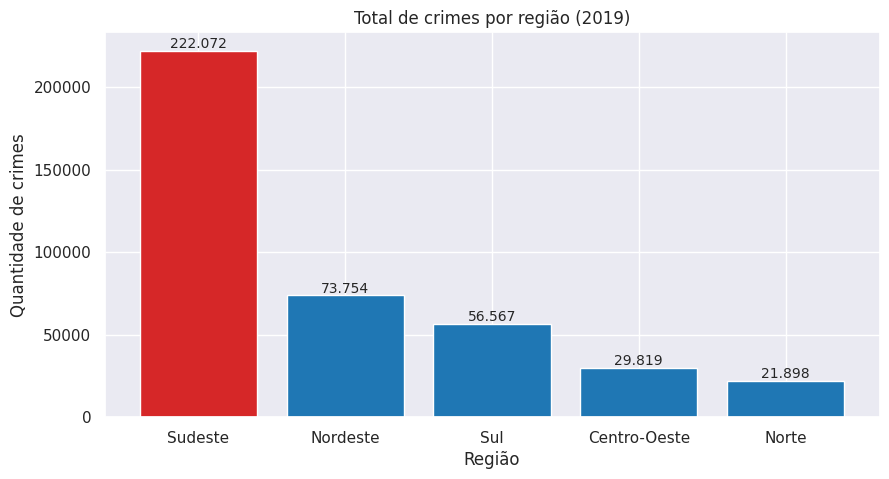 Total de crimes por região (2019)
222.072
73.754
56.567
29.819
21.898
200000
150000
100000
50000
0
Quantidade de crimes
Sudeste
Nordeste
Sul
Centro-Oeste
Norte
Região